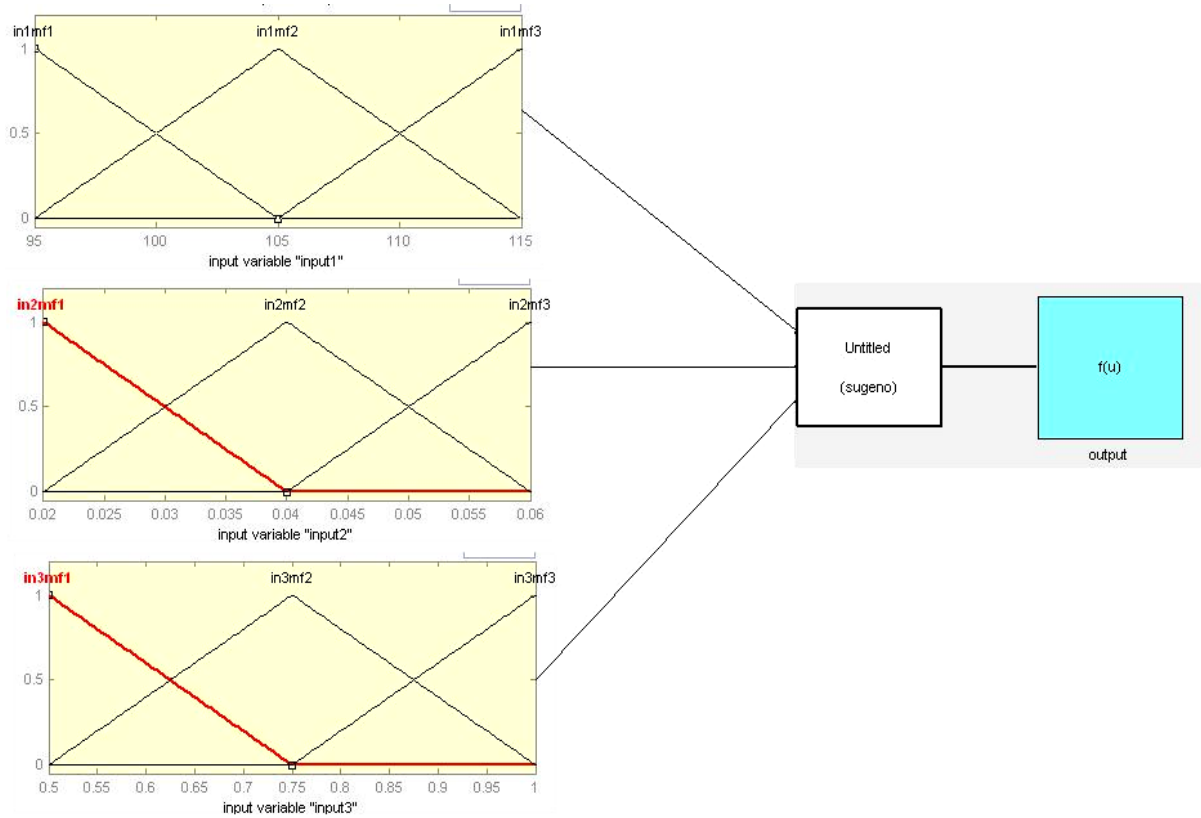 in1mf1 in1mf2 in1mf3
1
0.5
0
95 100 105 110 115
input variable "input1"
in2mf1 in2mf2 in2mf3
1
0.5
0
0.02 0.025 0.03 0.035 0.04 0.045 0.05 0.055 0.06
input variable "input2"
in3mf1 in3mf2 in3mf3
1
0.5
0
0.5 0.55 0.6 0.65 0.7 0.75 0.8 0.85 0.9 0.95 1
input variable "input3"
Untitled
(sugeno)
f(u)
output